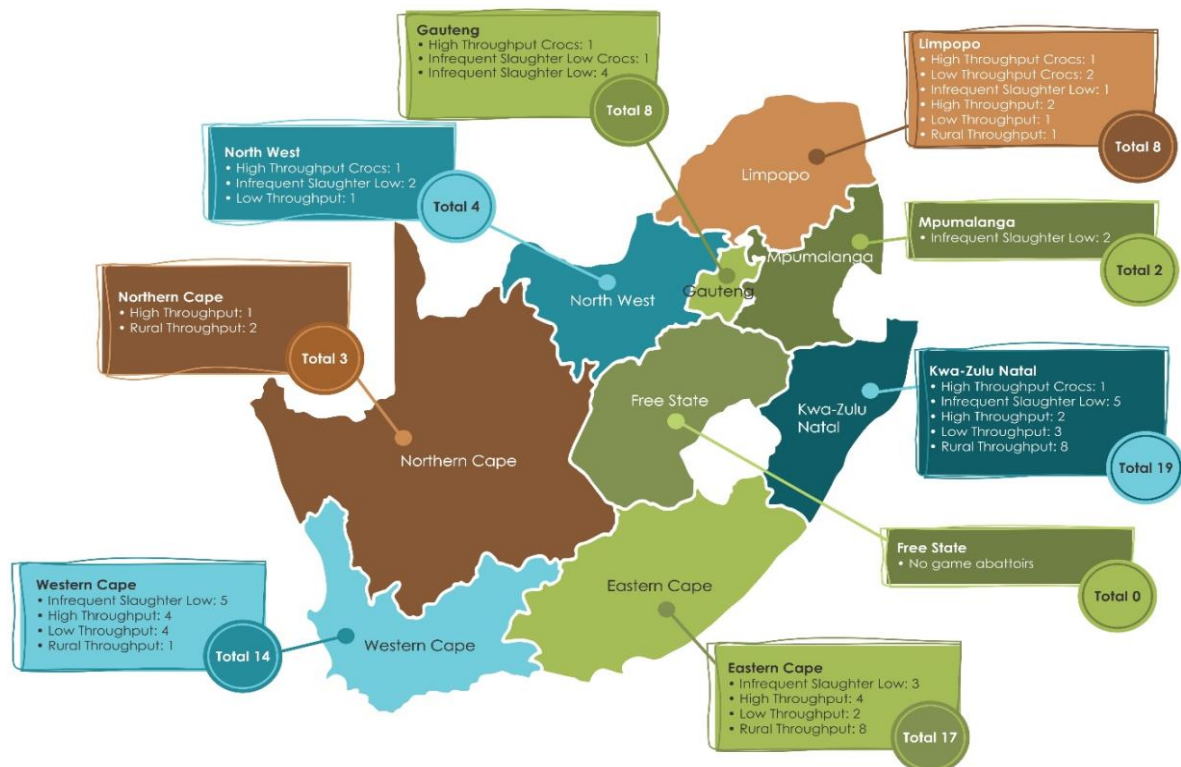 Gauteng
• High Throughput Crocs: 1
• Infrequent Slaughter Low Crocs: 1
• Infrequent Slaughter Low: 4
Total 8
Limpopo
• High Throughput Crocs: 1
• Low Throughput Crocs: 2
• Infrequent Slaughter Low: 1
• High Throughput: 2
• Low Throughput: 1
• Rural Throughput: 1
Total 8
North West
• High Throughput Crocs: 1
• Infrequent Slaughter Low: 2
• Low Throughput: 1
Total 4
Mpumalanga
• Infrequent Slaughter Low: 2
Total 2
Northern Cape
• High Throughput: 1
• Rural Throughput: 2
Total 3
Kwa-Zulu Natal
• High Throughput Crocs: 1
• Infrequent Slaughter Low: 5
• High Throughput: 2
• Low Throughput: 3
• Rural Throughput: 8
Total 19
Free State
• No game abattoirs
Total 0
Western Cape
• Infrequent Slaughter Low: 5
• High Throughput: 4
• Low Throughput: 4
• Rural Throughput: 1
Total 14
Eastern Cape
• Infrequent Slaughter Low: 3
• High Throughput: 4
• Low Throughput: 2
• Rural Throughput: 8
Total 17
Limpopo
Mpumalanga
Gauteng
North West
Free State
Kwa-Zulu
Natal
Northern Cape
Eastern Cape
Western Cape